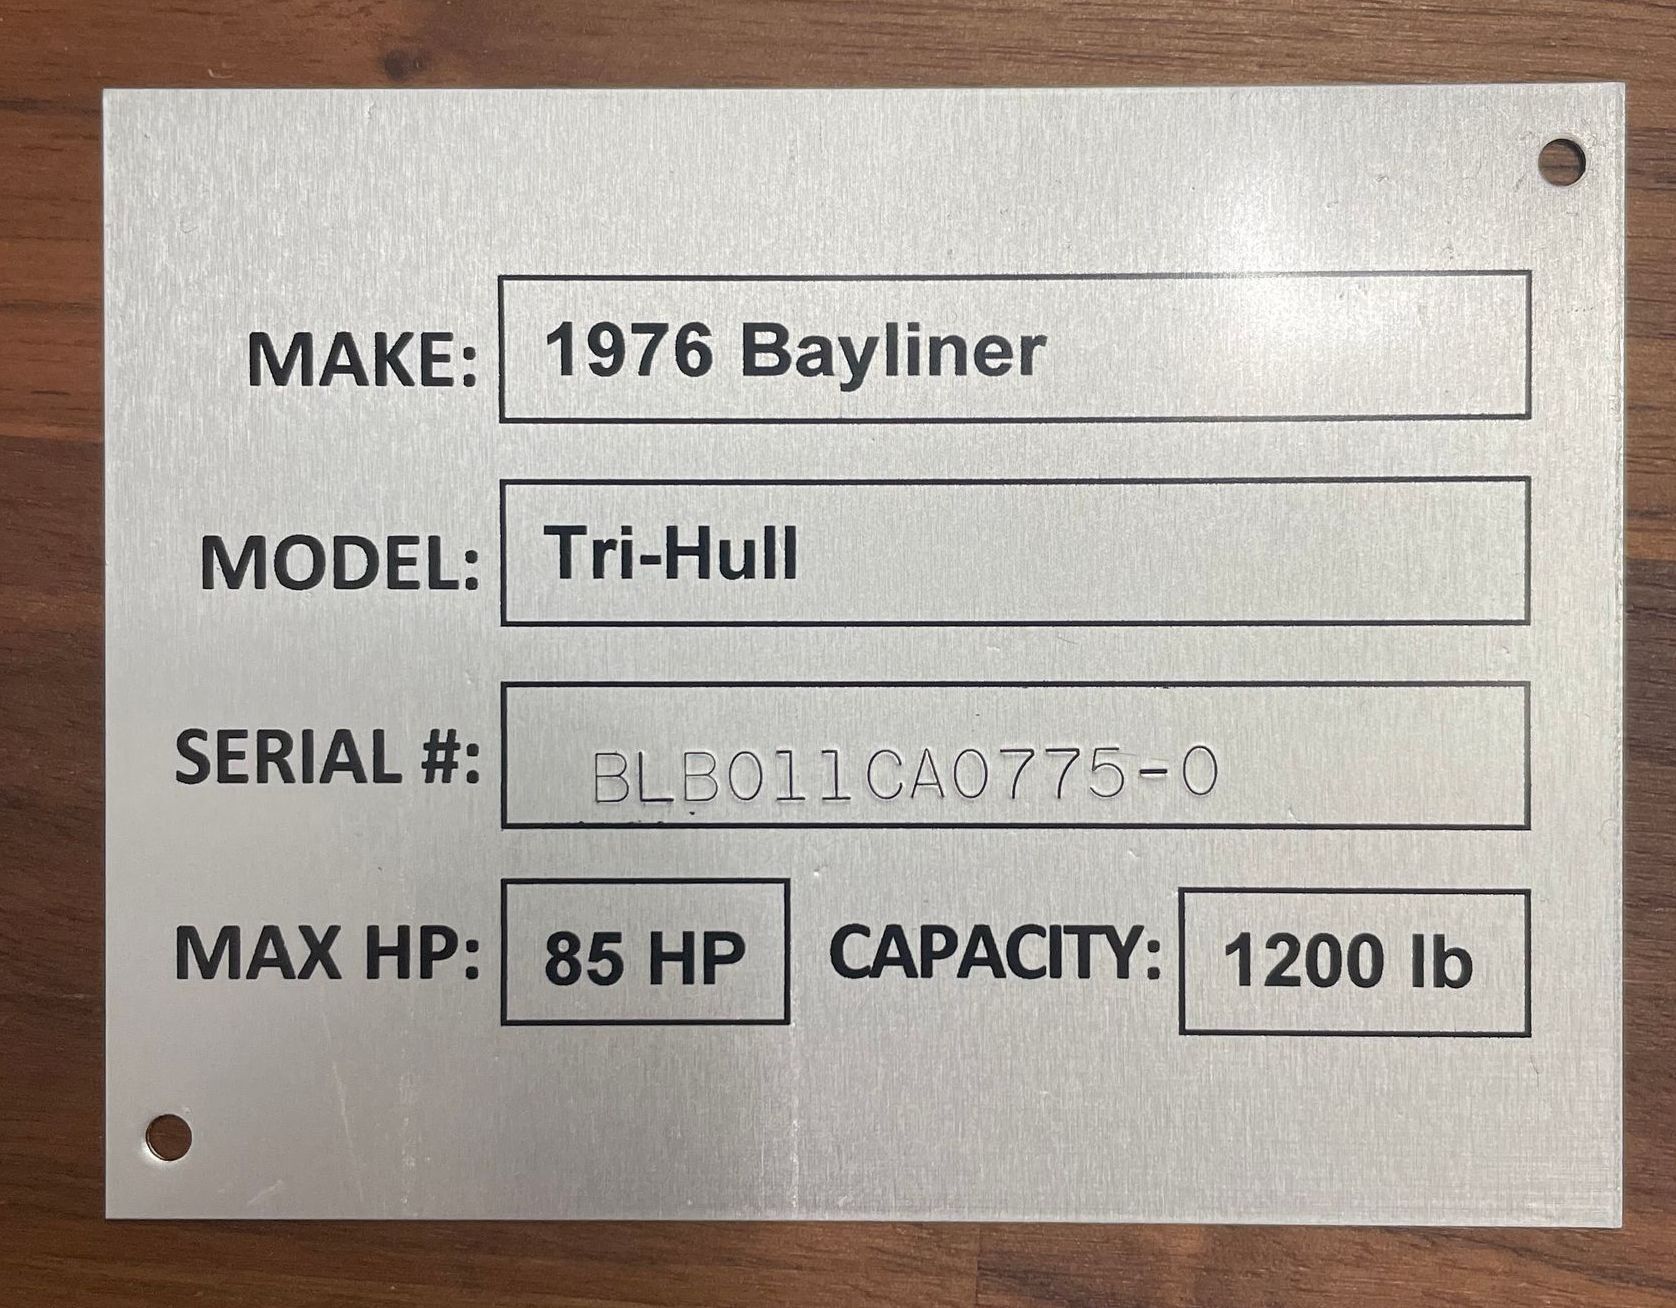 MAKE: 1976 Bayliner
MODEL: Tri-Hull
SERIAL #: BLB011CA0775-0
MAX HP: 85 HP CAPACITY: 1200 lb